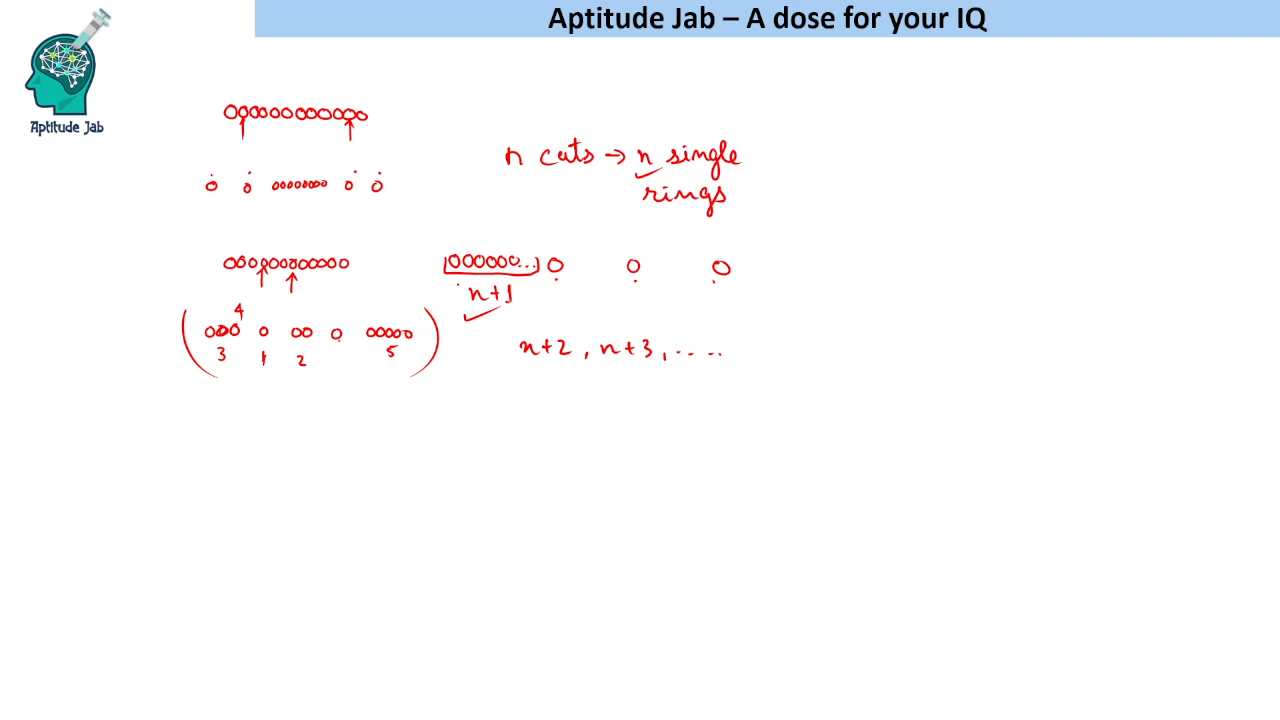 Aptitude Jab – A dose for your IQ
Aptitude Jab
n cuts → n single
rings
n+1
4
3 1 2 5
n+2, n+3, .....